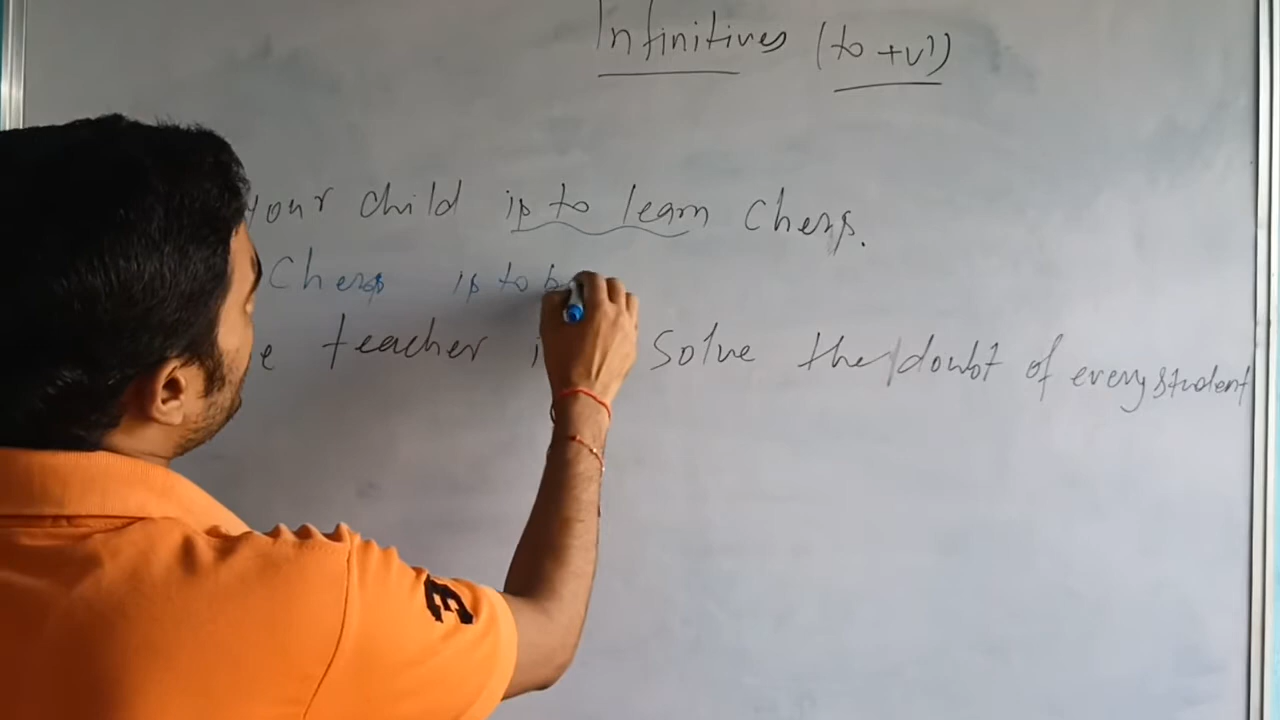 Infinitives (to + v1)
your child is to learn Chess.
Chess is to b
teacher solve the doubt of every student
3